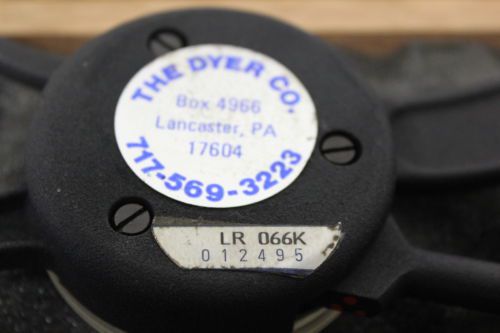 THE DYER CO.
Box 4966
Lancaster, PA
17604
717-569-3223
LR 066K
012495